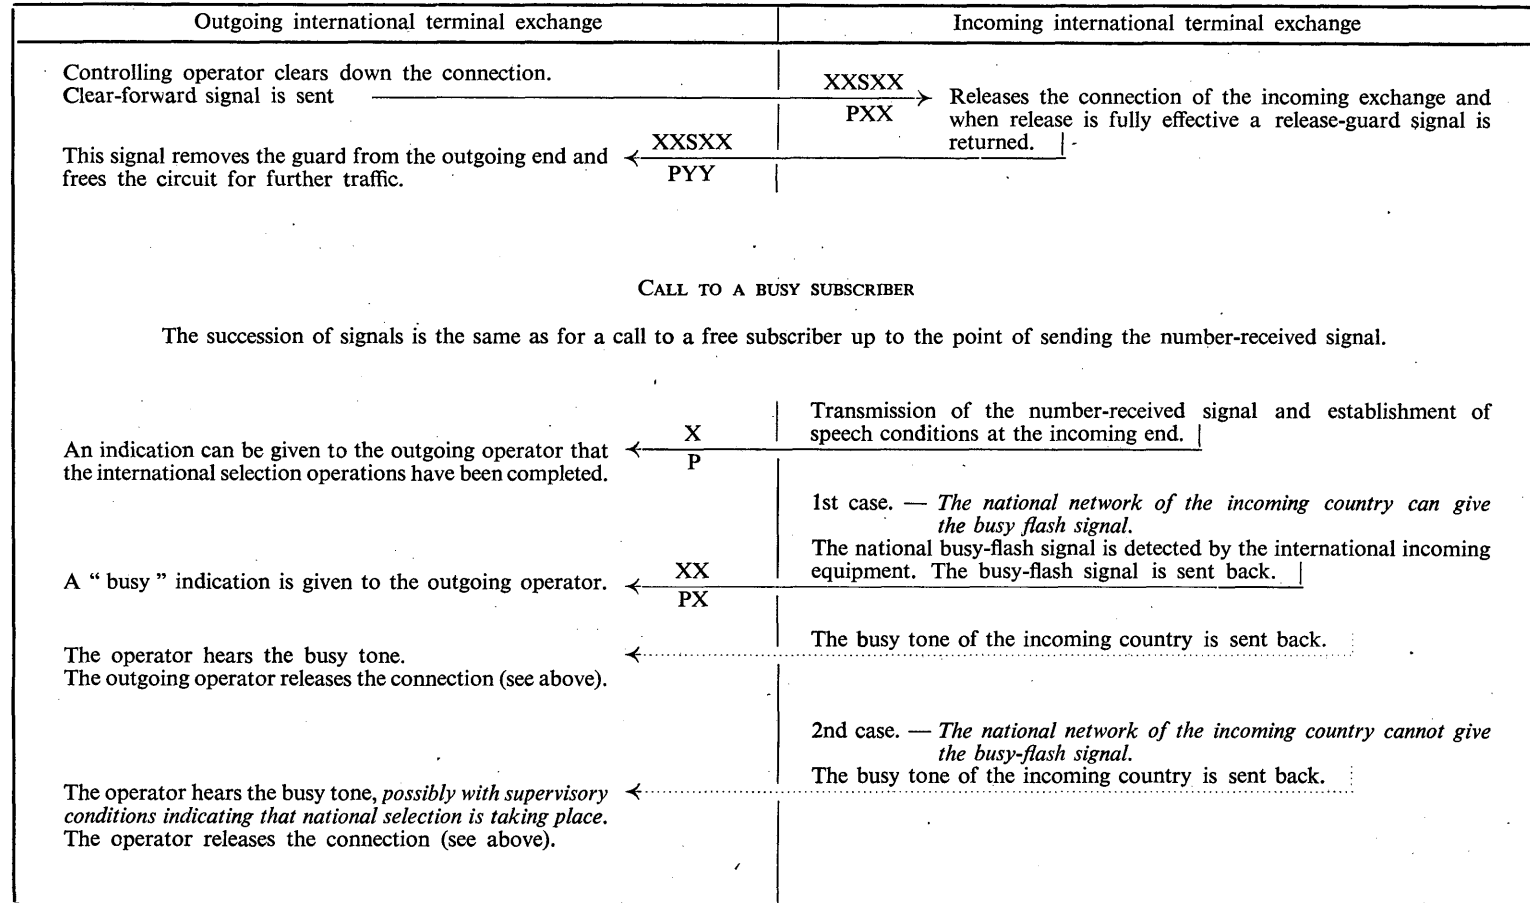 Outgoing international terminal exchange
Incoming international terminal exchange
Controlling operator clears down the connection.
Clear-forward signal is sent
XXSXX
PXX
Releases the connection of the incoming exchange and
when release is fully effective a release-guard signal is
returned.
This signal removes the guard from the outgoing end and
frees the circuit for further traffic.
XXSXX
PYY
CALL TO A BUSY SUBSCRIBER
The succession of signals is the same as for a call to a free subscriber up to the point of sending the number-received signal.
Transmission of the number-received signal and establishment of
speech conditions at the incoming end.
X
P
An indication can be given to the outgoing operator that
the international selection operations have been completed.
1st case. — The national network of the incoming country can give
the busy flash signal.
The national busy-flash signal is detected by the international incoming
equipment. The busy-flash signal is sent back.
XX
PX
A “ busy ” indication is given to the outgoing operator.
The busy tone of the incoming country is sent back.
The operator hears the busy tone.
The outgoing operator releases the connection (see above).
2nd case. — The national network of the incoming country cannot give
the busy-flash signal.
The busy tone of the incoming country is sent back.
The operator hears the busy tone, possibly with supervisory
conditions indicating that national selection is taking place.
The operator releases the connection (see above).